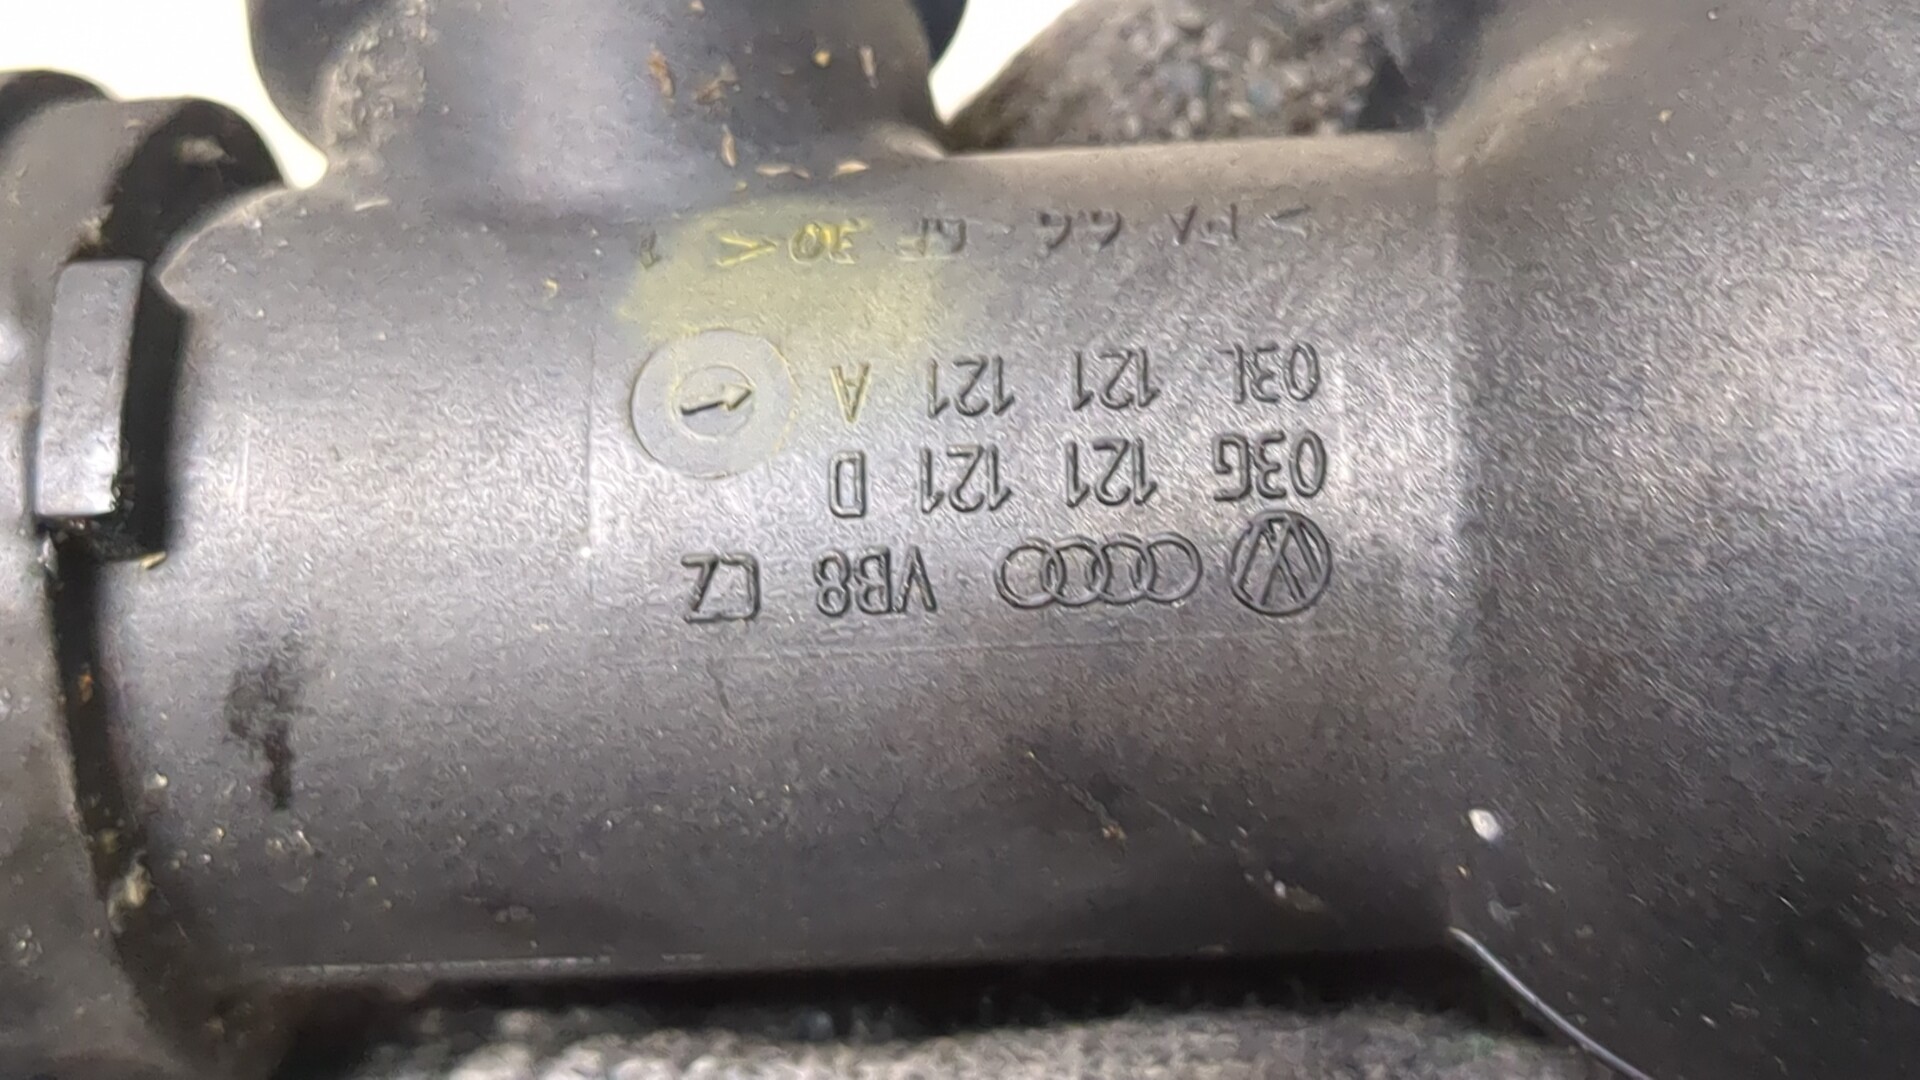 VB8 CZ
03G 121 121 D
03L 121 121 A
> PA 66 GF 30 <